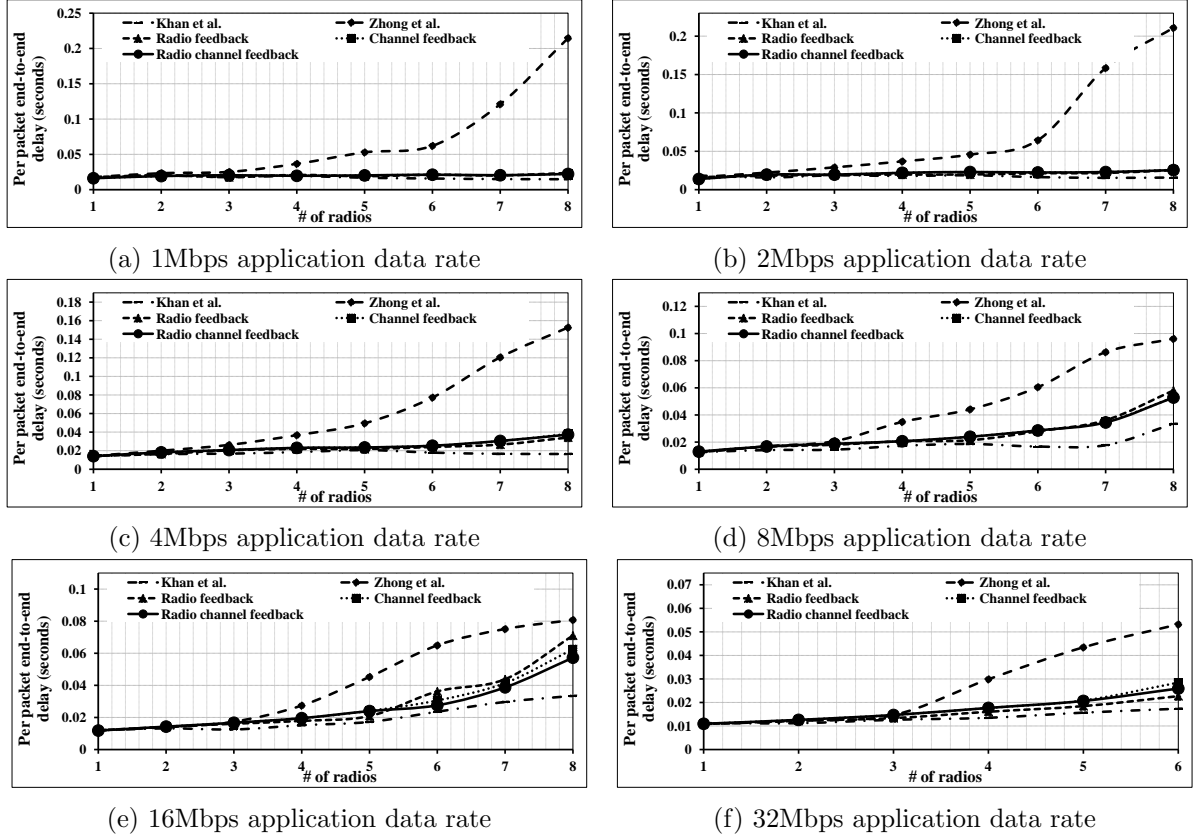 Per packet end-to-end
delay (seconds)
0.25
0.2
0.15
0.1
0.05
0
Khan et al.
Zhong et al.
Radio feedback
Channel feedback
Radio channel feedback
1 2 3 4 5 6 7 8
# of radios
(a) 1Mbps application data rate
Per packet end-to-end
delay (seconds)
0.2
0.15
0.1
0.05
0
Khan et al.
Zhong et al.
Radio feedback
Channel feedback
Radio channel feedback
1 2 3 4 5 6 7 8
# of radios
(b) 2Mbps application data rate
Per packet end-to-end
delay (seconds)
0.18
0.16
0.14
0.12
0.1
0.08
0.06
0.04
0.02
0
Khan et al.
Zhong et al.
Radio feedback
Channel feedback
Radio channel feedback
1 2 3 4 5 6 7 8
# of radios
(c) 4Mbps application data rate
Per packet end-to-end
delay (seconds)
0.12
0.1
0.08
0.06
0.04
0.02
0
Khan et al.
Zhong et al.
Radio feedback
Channel feedback
Radio channel feedback
1 2 3 4 5 6 7 8
# of radios
(d) 8Mbps application data rate
Per packet end-to-end
delay (seconds)
0.1
0.08
0.06
0.04
0.02
0
Khan et al.
Zhong et al.
Radio feedback
Channel feedback
Radio channel feedback
1 2 3 4 5 6 7 8
# of radios
(e) 16Mbps application data rate
Per packet end-to-end
delay (seconds)
0.07
0.06
0.05
0.04
0.03
0.02
0.01
0
Khan et al.
Zhong et al.
Radio feedback
Channel feedback
Radio channel feedback
1 2 3 4 5 6
# of radios
(f) 32Mbps application data rate